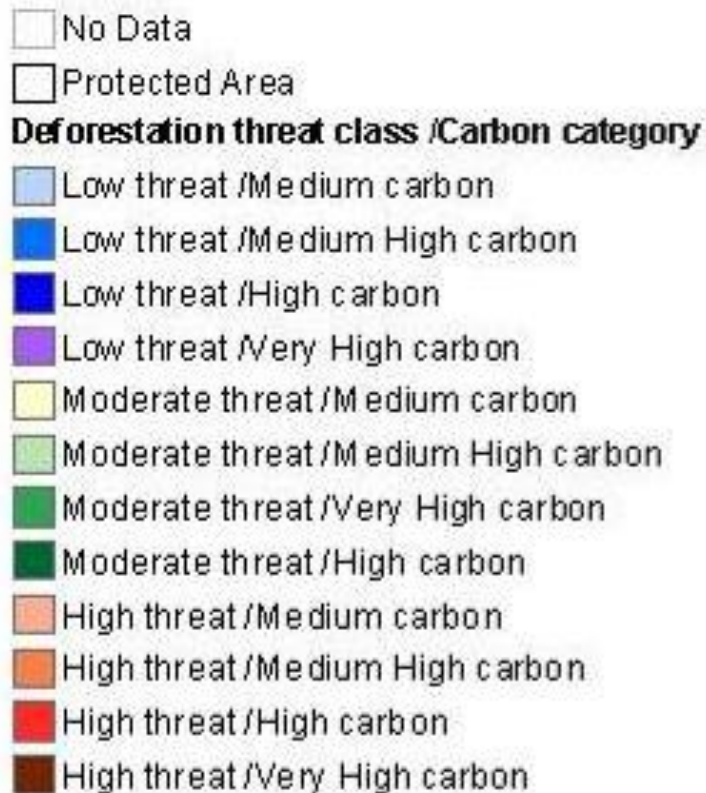 No Data
Protected Area
Deforestation threat class /Carbon category
Low threat /Medium carbon
Low threat /Medium High carbon
Low threat /High carbon
Low threat /Very High carbon
Moderate threat /Medium carbon
Moderate threat /Medium High carbon
Moderate threat /Very High carbon
Moderate threat /High carbon
High threat /Medium carbon
High threat /Medium High carbon
High threat /High carbon
High threat /Very High carbon